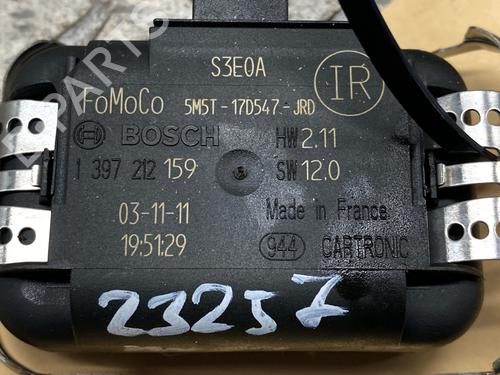 S3E0A
IR
FoMoCo 5M5T-17D547-JRD
BOSCH HW 2.11
1 397 212 159 SW 12.0
03-11-11 Made in France
19:51:29 944 CARTRONIC
23257
PARTS